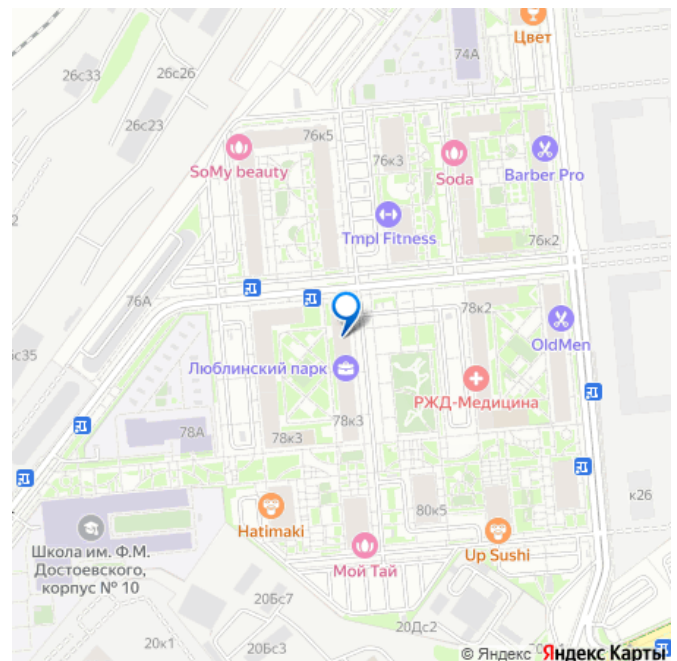 Цвет
26с33
26с26
74А
26с23
76к5
SoMy beauty
76к3
Soda
Barber Pro
Tmpl Fitness
76к2
76А
78к2
с35
OldMen
Люблинский парк
РЖД-Медицина
78А
78к3
78к3
80к5
к26
Hatimaki
Школа им. Ф.М.
Достоевского,
корпус № 10
Мой Тай
Up Sushi
20Бс7
20Дс2
20к1
20Бс3
© Яндекс Яндекс Карты